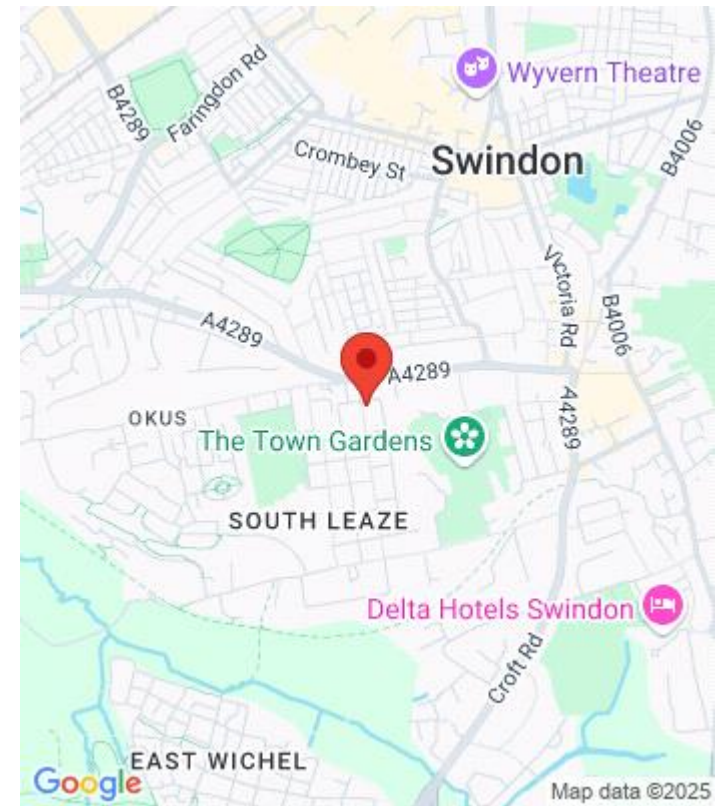 Wyvern Theatre
Faringdon Rd
B4289
Crombey St
Swindon
B4006
Victoria Rd
B4006
A4289
A4289
A4289
OKUS
The Town Gardens
SOUTH LEAZE
Delta Hotels Swindon
Croft Rd
EAST WICHEL
Google
Map data ©2025